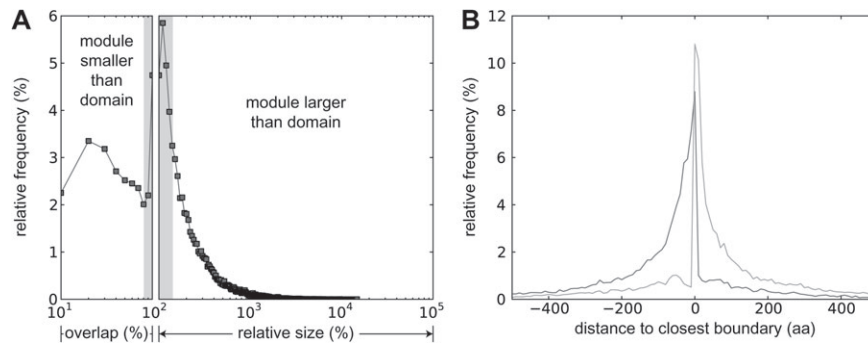 A
relative frequency (%)
6
5
4
3
2
1
0
module
smaller
than
domain
module larger
than domain
10¹
10²
10³
10⁴
10⁵
overlap (%)
relative size (%)
B
relative frequency (%)
12
10
8
6
4
2
0
−400
−200
0
200
400
distance to closest boundary (aa)